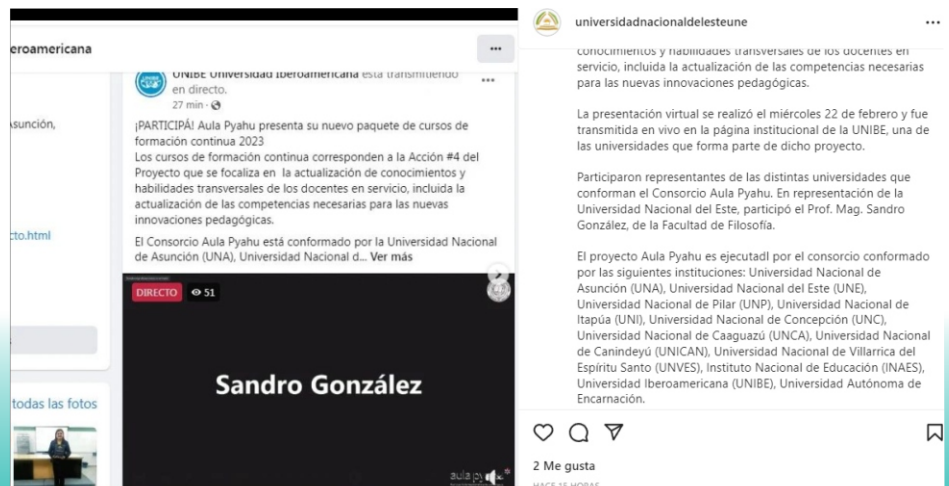 eroamericana
...
Asunción,
cto.html
todas las fotos
UNIBE Universidad Iberoamericana está transmitiendo
en directo.
27 min ·
¡PARTICIPÁ! Aula Pyahu presenta su nuevo paquete de cursos de
formación continua 2023
Los cursos de formación continua corresponden a la Acción #4 del
Proyecto que se focaliza en la actualización de conocimientos y
habilidades transversales de los docentes en servicio, incluida la
actualización de las competencias necesarias para las nuevas
innovaciones pedagógicas.
El Consorcio Aula Pyahu está conformado por la Universidad Nacional
de Asunción (UNA), Universidad Nacional d... Ver más
DIRECTO 51
Sandro González
aula py
universidadnacionaldelesteune
conocimientos y habilidades transversales de los docentes en
servicio, incluida la actualización de las competencias necesarias
para las nuevas innovaciones pedagógicas.
La presentación virtual se realizó el miércoles 22 de febrero y fue
transmitida en vivo en la página institucional de la UNIBE, una de
las universidades que forma parte de dicho proyecto.
Participaron representantes de las distintas universidades que
conforman el Consorcio Aula Pyahu. En representación de la
Universidad Nacional del Este, participó el Prof. Mag. Sandro
González, de la Facultad de Filosofía.
El proyecto Aula Pyahu es ejecutadl por el consorcio conformado
por las siguientes instituciones: Universidad Nacional de
Asunción (UNA), Universidad Nacional del Este (UNE),
Universidad Nacional de Pilar (UNP), Universidad Nacional de
Itapúa (UNI), Universidad Nacional de Concepción (UNC),
Universidad Nacional de Caaguazú (UNCA), Universidad Nacional
de Canindeyú (UNICAN), Universidad Nacional de Villarrica del
Espíritu Santo (UNVES), Instituto Nacional de Educación (INAES),
Universidad Iberoamericana (UNIBE), Universidad Autónoma de
Encarnación.
2 Me gusta
HACE 15 HORAS